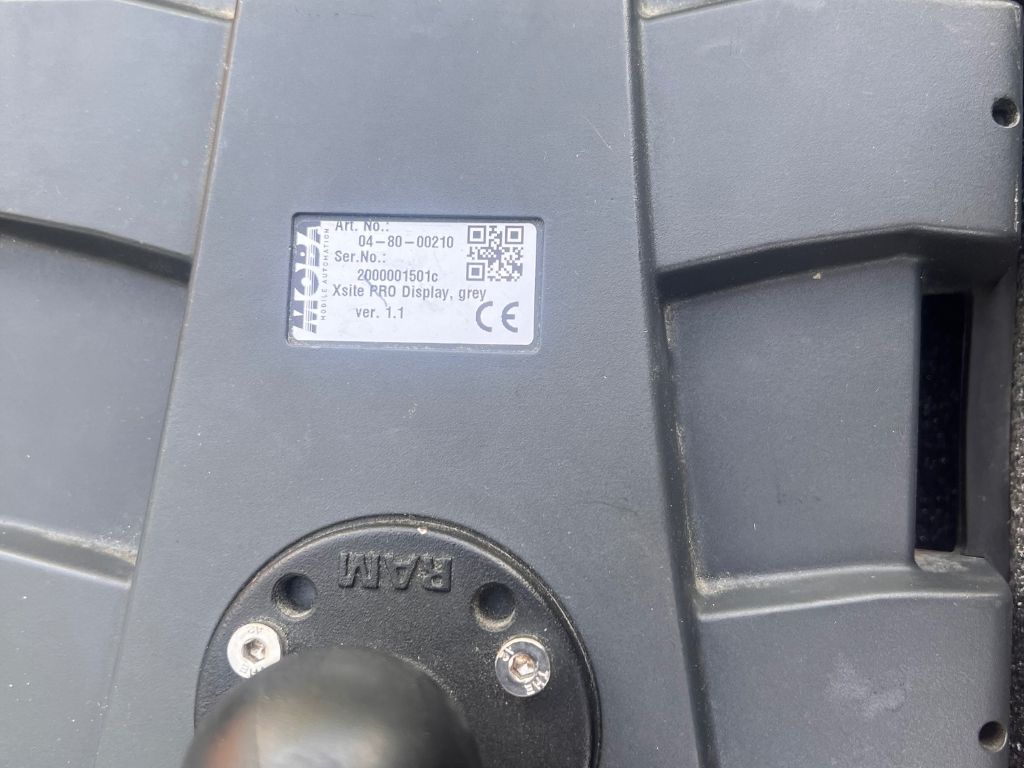 MOBA
MOBILE AUTOMATION
Art. No.:
04-80-00210
Ser.No.:
2000001501c
Xsite PRO Display, grey
ver. 1.1
CE
RAM